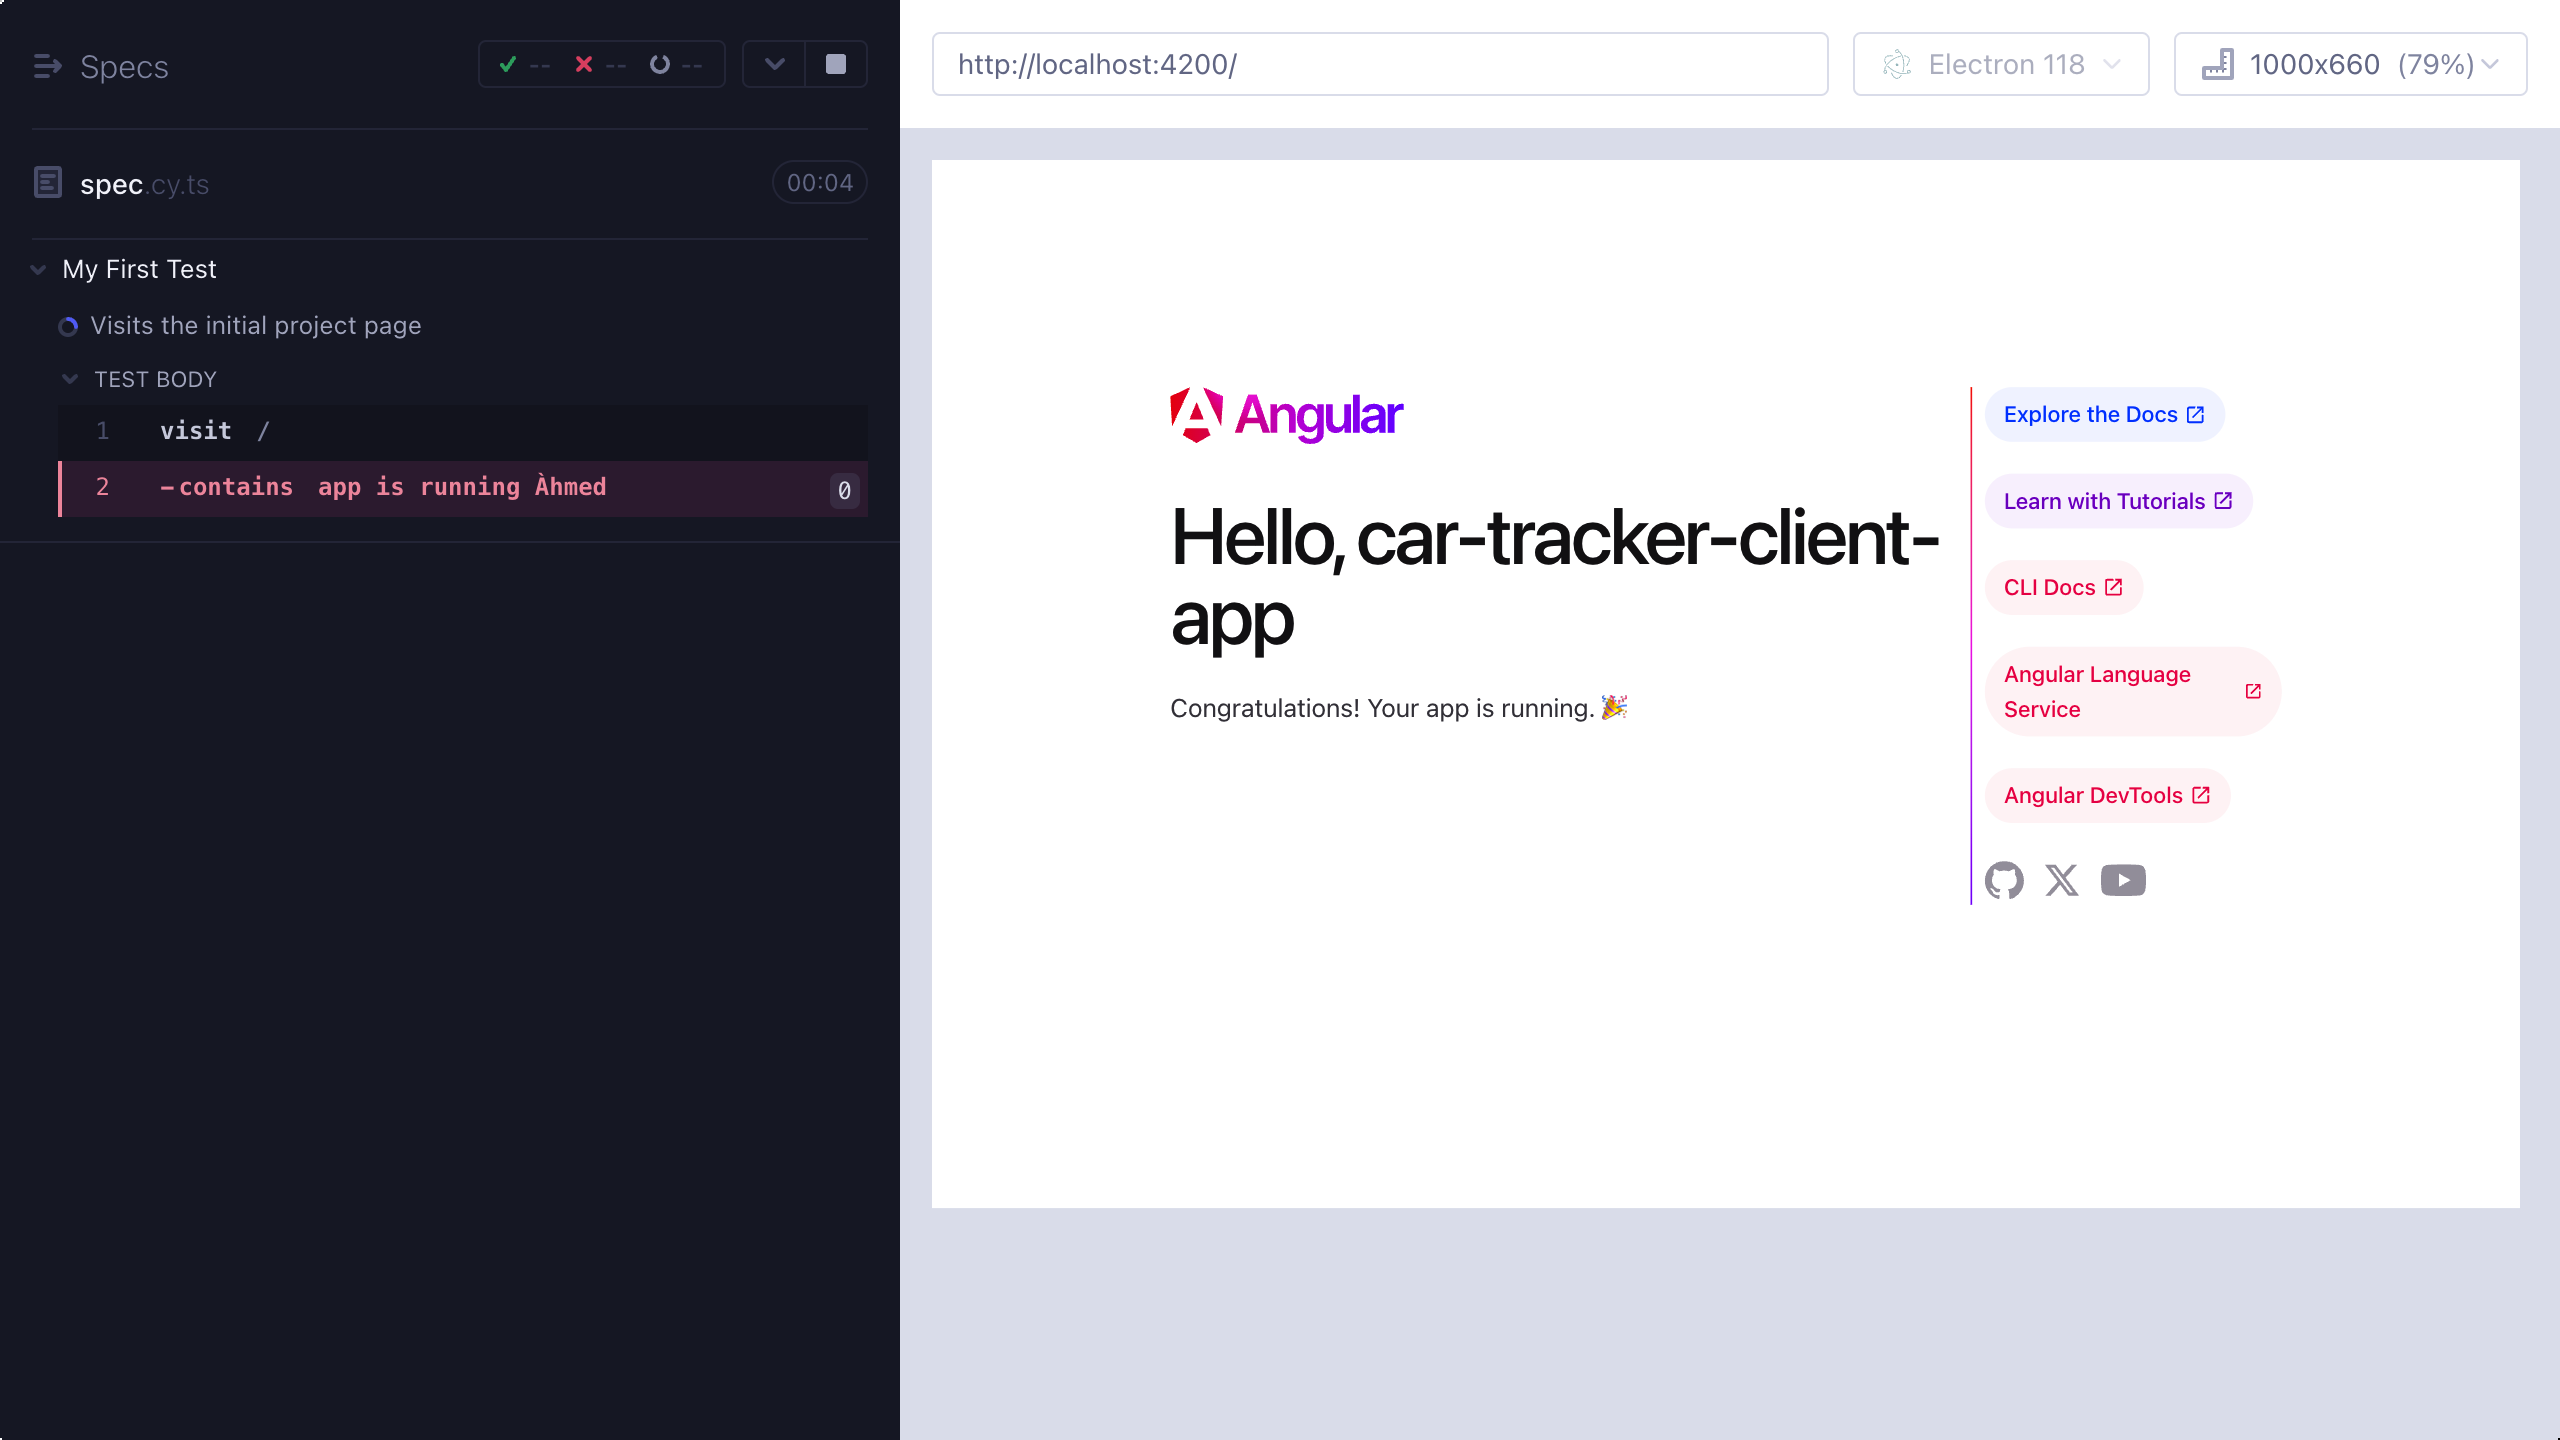 Specs
-- -- --
spec.cy.ts
00:04
My First Test
Visits the initial project page
TEST BODY
1 visit /
2 -contains app is running Àhmed 0
http://localhost:4200/
Electron 118
1000x660 (79%)
Angular
Hello, car-tracker-client-
app
Congratulations! Your app is running. 🎉
Explore the Docs
Learn with Tutorials
CLI Docs
Angular Language
Service
Angular DevTools